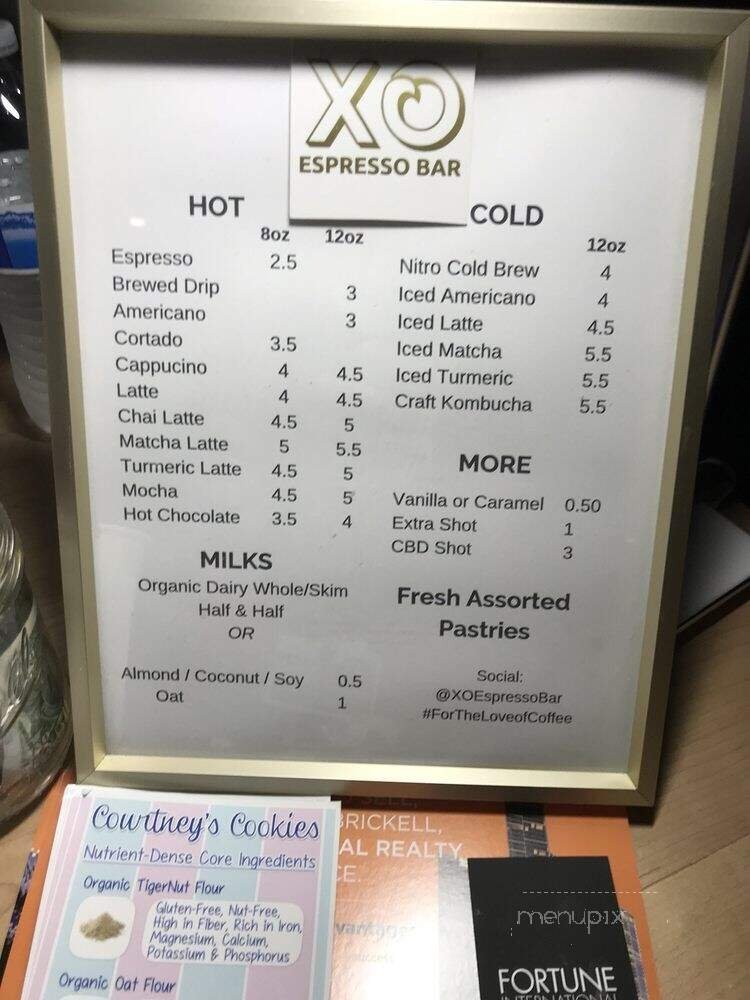 XO
ESPRESSO BAR
HOT
8oz 12oz
Espresso 2.5
Brewed Drip 3
Americano 3
Cortado 3.5
Cappucino 4 4.5
Latte 4 4.5
Chai Latte 4.5 5
Matcha Latte 5 5.5
Turmeric Latte 4.5 5
Mocha 4.5 5
Hot Chocolate 3.5 4
MILKS
Organic Dairy Whole/Skim
Half & Half
OR
Almond / Coconut / Soy 0.5
Oat 1
COLD
12oz
Nitro Cold Brew 4
Iced Americano 4
Iced Latte 4.5
Iced Matcha 5.5
Iced Turmeric 5.5
Craft Kombucha 5.5
MORE
Vanilla or Caramel 0.50
Extra Shot 1
CBD Shot 3
Fresh Assorted
Pastries
Social:
@XOEspressoBar
#ForTheLoveofCoffee
Courtney's Cookies
Nutrient-Dense Core Ingredients
Organic TigerNut Flour
Gluten-Free, Nut-Free,
High in Fiber, Rich in Iron,
Magnesium, Calcium,
Potassium & Phosphorus
Organic Oat Flour
BRICKELL,
REALTY
menupix
FORTUNE
INTERNATIONAL